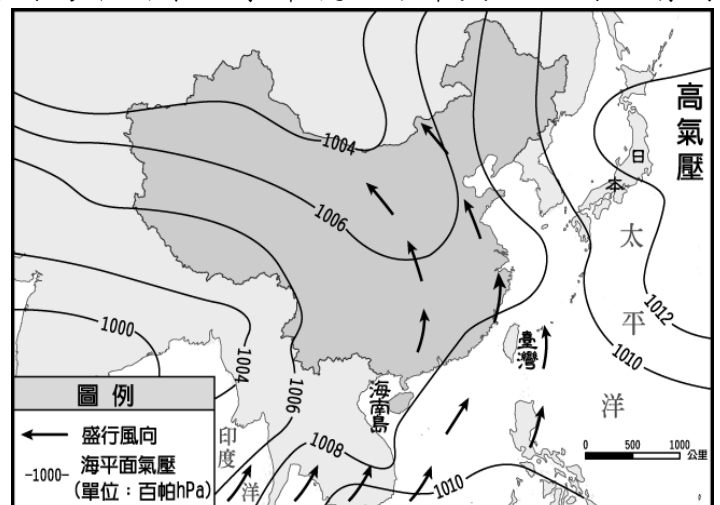 高氣壓
日本
太平洋
1004
1006
1012
1010
1000
1004
1006
臺灣
海南島
1008
1010
印度洋
圖例
盛行風向
-1000- 海平面氣壓
(單位：百帕hPa)
0 500 1000 公里